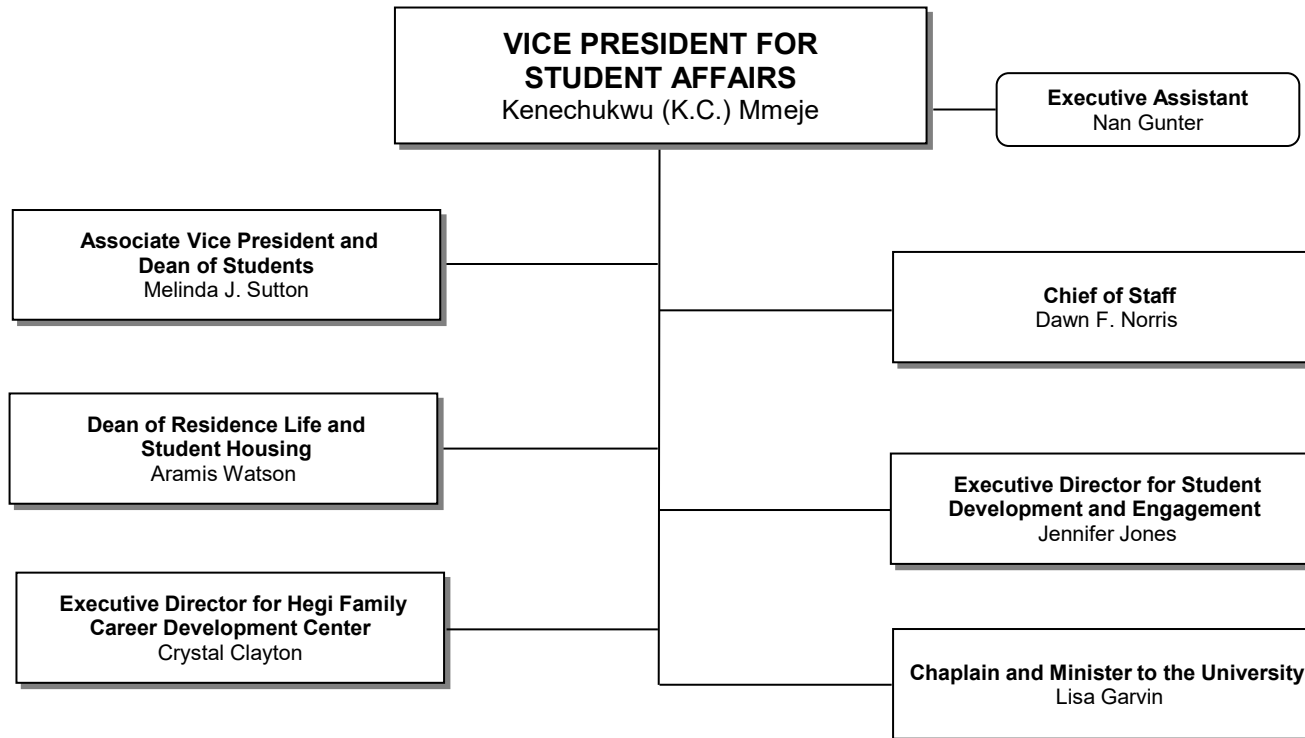 VICE PRESIDENT FOR
STUDENT AFFAIRS
Kenechukwu (K.C.) Mmeje
Executive Assistant
Nan Gunter
Associate Vice President and
Dean of Students
Melinda J. Sutton
Chief of Staff
Dawn F. Norris
Dean of Residence Life and
Student Housing
Aramis Watson
Executive Director for Student
Development and Engagement
Jennifer Jones
Executive Director for Hegi Family
Career Development Center
Crystal Clayton
Chaplain and Minister to the University
Lisa Garvin